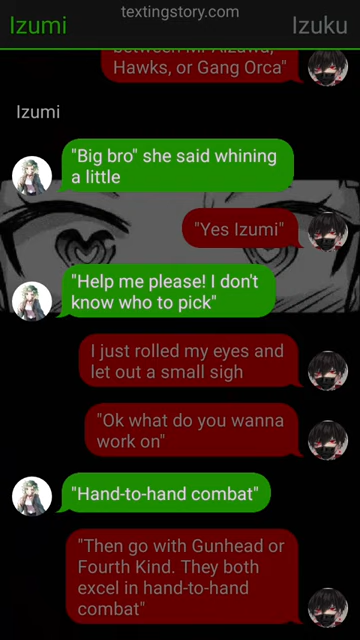 textingstory.com
Izumi
Izuku
between Mr Aizawa,
Hawks, or Gang Orca"
Izumi
"Big bro" she said whining
a little
"Yes Izumi"
"Help me please! I don't
know who to pick"
I just rolled my eyes and
let out a small sigh
"Ok what do you wanna
work on"
"Hand-to-hand combat"
"Then go with Gunhead or
Fourth Kind. They both
excel in hand-to-hand
combat"